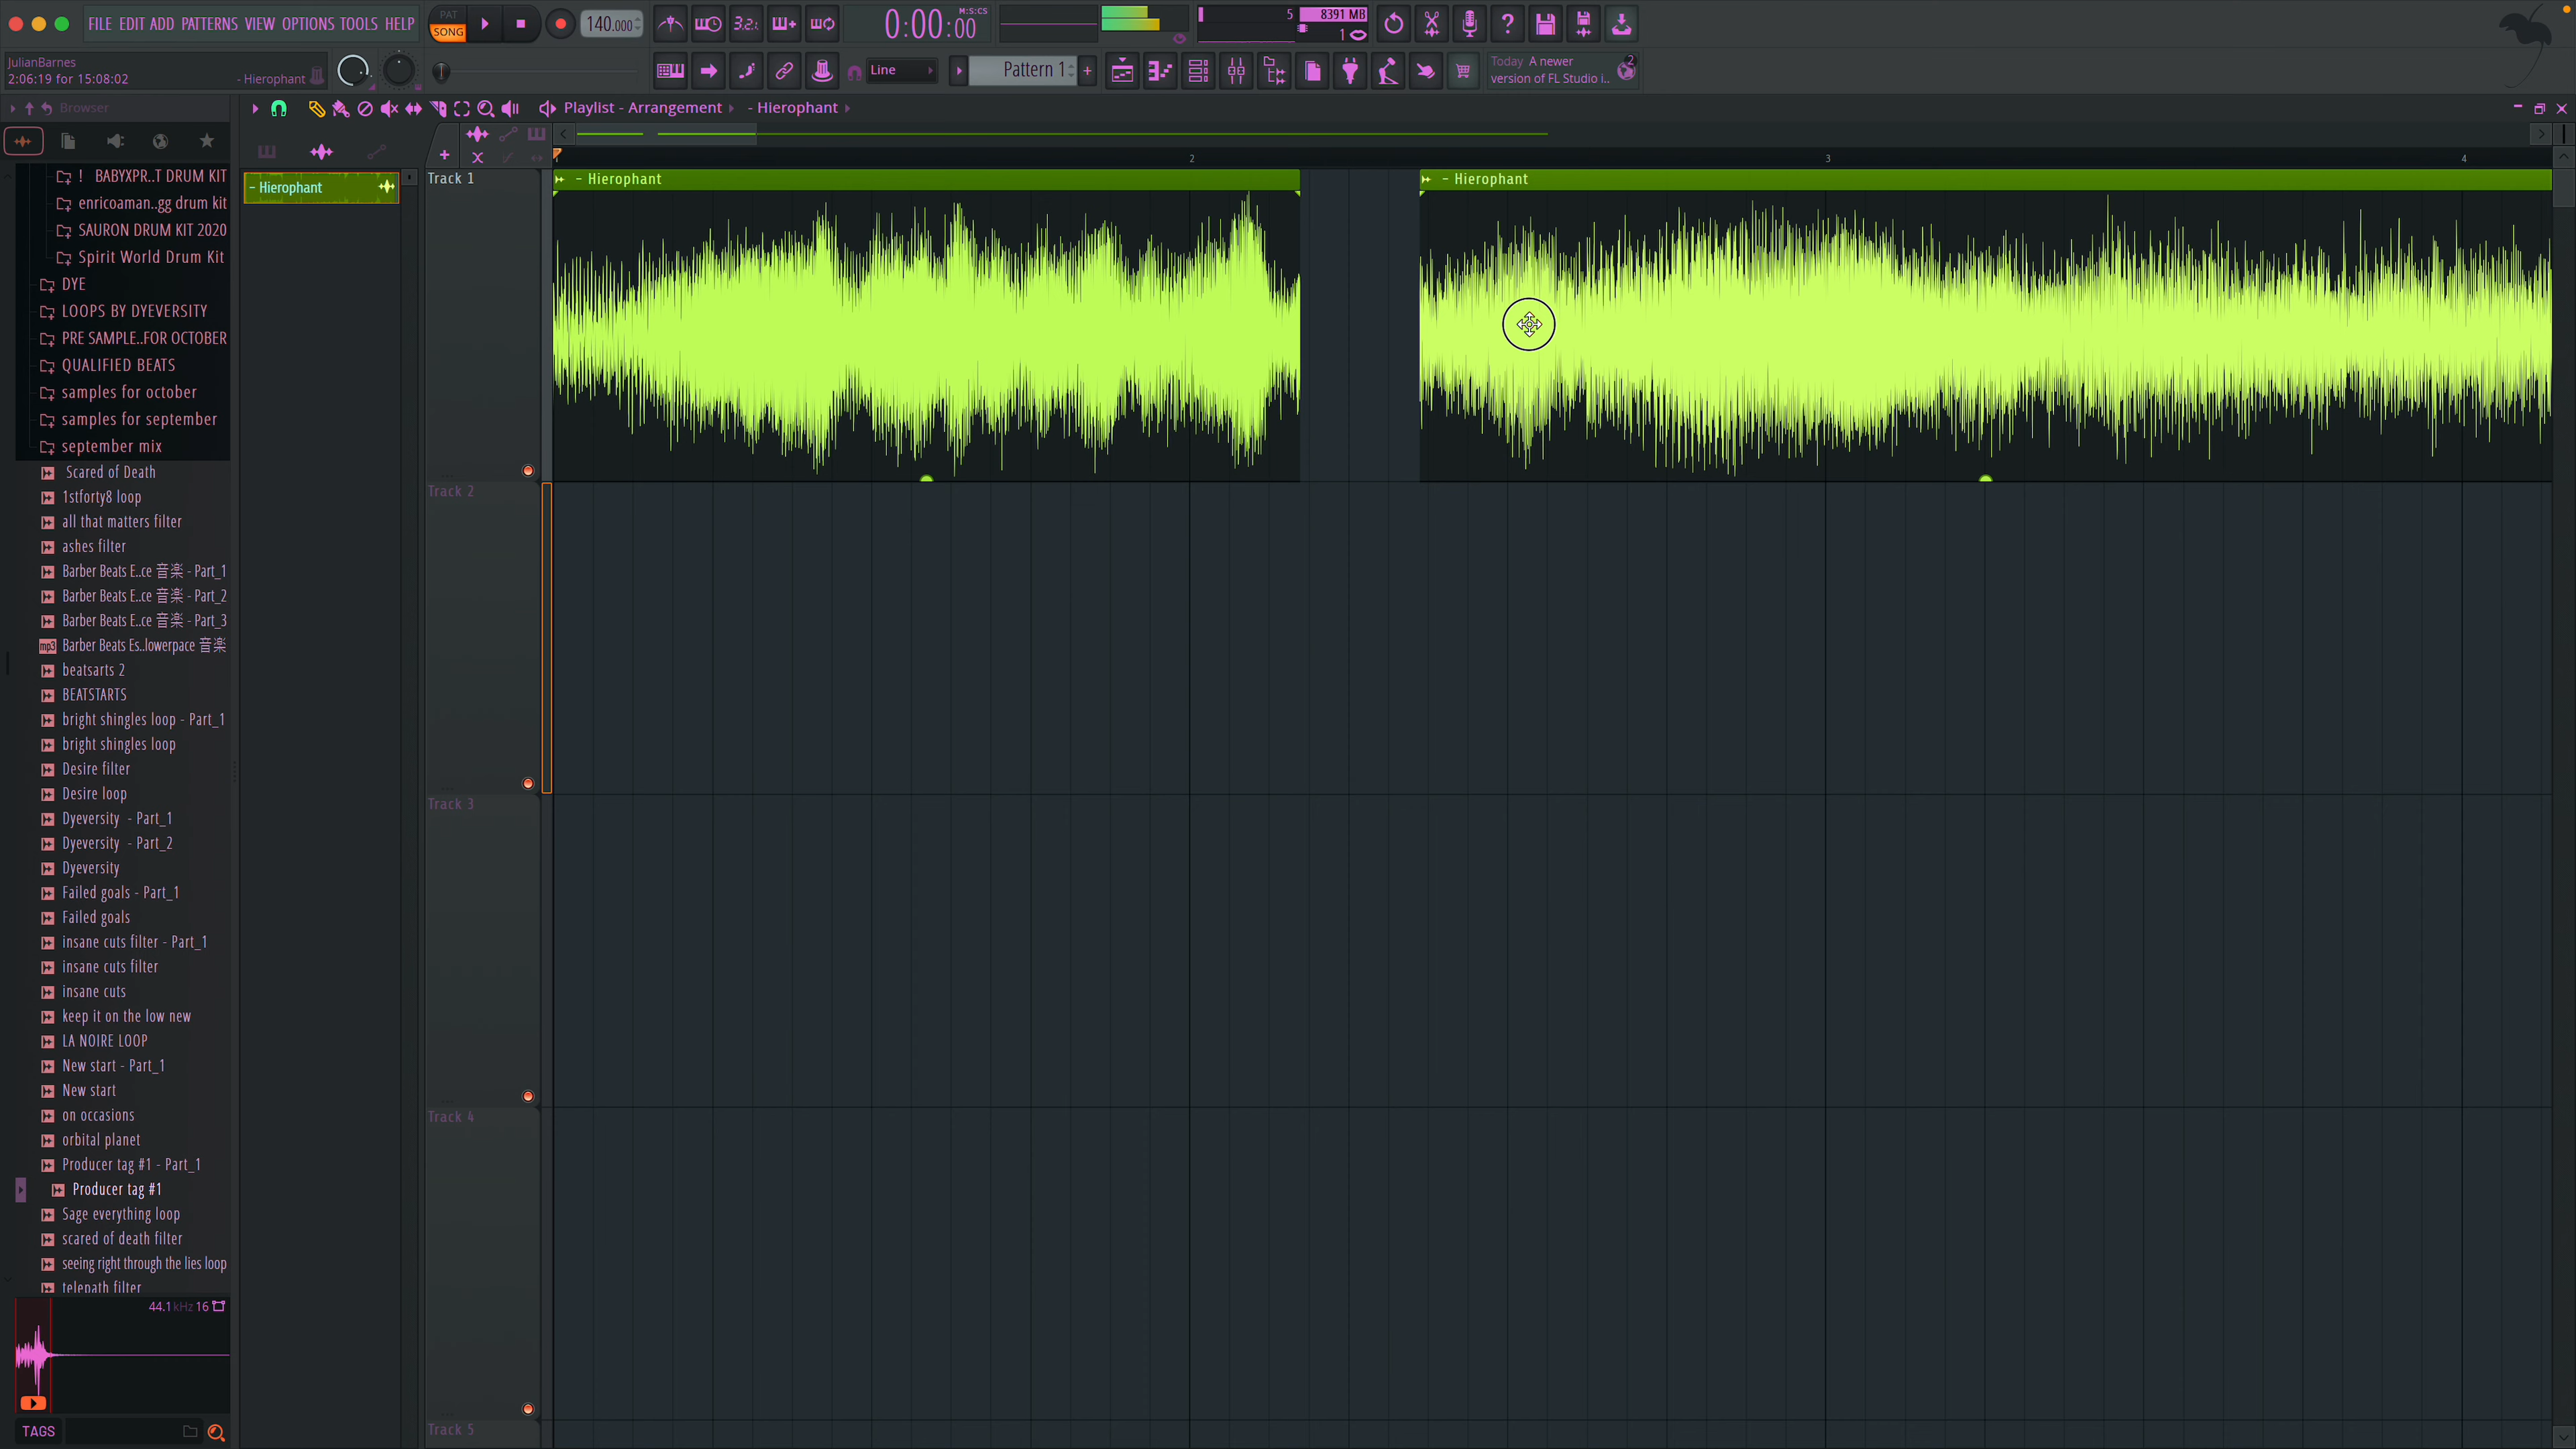 FILE EDIT ADD PATTERNS VIEW OPTIONS TOOLS HELP
PAT
SONG
140.000
3.2.
0:00:00
M:S:CS
5
8391 MB
1
JulianBarnes
2:06:19 for 15:08:02
- Hierophant
Line
Pattern 1
Today A newer
version of FL Studio i..
2
Browser
Playlist - Arrangement
- Hierophant
! BABYXPR..T DRUM KIT
enricoaman..gg drum kit
SAURON DRUM KIT 2020
Spirit World Drum Kit
DYE
LOOPS BY DYEVERSITY
PRE SAMPLE..FOR OCTOBER
QUALIFIED BEATS
samples for october
samples for september
september mix
Scared of Death
1stforty8 loop
all that matters filter
ashes filter
Barber Beats E..ce 音楽 - Part_1
Barber Beats E..ce 音楽 - Part_2
Barber Beats E..ce 音楽 - Part_3
mp3 Barber Beats Es..lowerpace 音楽
beatsarts 2
BEATSTARTS
bright shingles loop - Part_1
bright shingles loop
Desire filter
Desire loop
Dyeversity - Part_1
Dyeversity - Part_2
Dyeversity
Failed goals - Part_1
Failed goals
insane cuts filter - Part_1
insane cuts filter
insane cuts
keep it on the low new
LA NOIRE LOOP
New start - Part_1
New start
on occasions
orbital planet
Producer tag #1 - Part_1
Producer tag #1
Sage everything loop
scared of death filter
seeing right through the lies loop
telepath filter
44.1kHz 16
TAGS
- Hierophant
2
3
4
Track 1
- Hierophant
- Hierophant
Track 2
Track 3
Track 4
Track 5